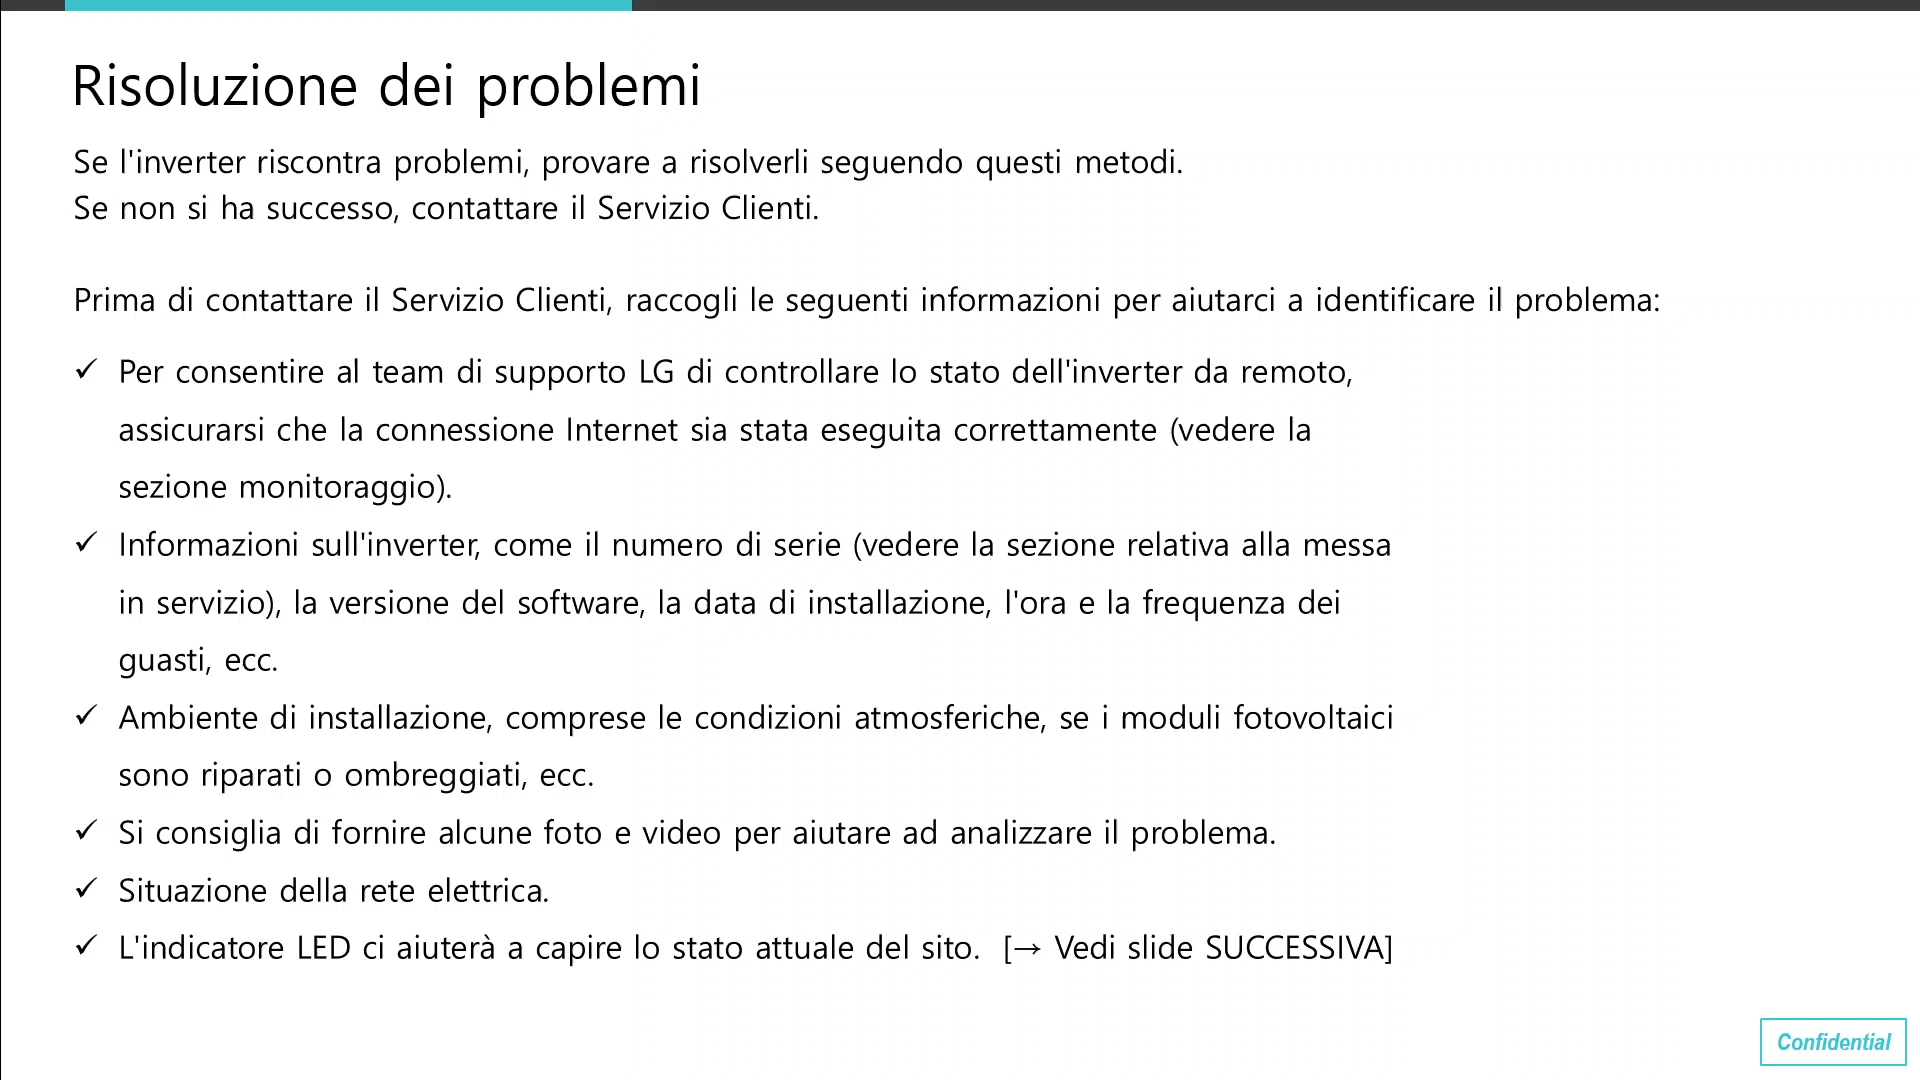 Risoluzione dei problemi
Se l'inverter riscontra problemi, provare a risolverli seguendo questi metodi.
Se non si ha successo, contattare il Servizio Clienti.
Prima di contattare il Servizio Clienti, raccogli le seguenti informazioni per aiutarci a identificare il problema:
✓ Per consentire al team di supporto LG di controllare lo stato dell'inverter da remoto,
assicurarsi che la connessione Internet sia stata eseguita correttamente (vedere la
sezione monitoraggio).
✓ Informazioni sull'inverter, come il numero di serie (vedere la sezione relativa alla messa
in servizio), la versione del software, la data di installazione, l'ora e la frequenza dei
guasti, ecc.
✓ Ambiente di installazione, comprese le condizioni atmosferiche, se i moduli fotovoltaici
sono riparati o ombreggiati, ecc.
✓ Si consiglia di fornire alcune foto e video per aiutare ad analizzare il problema.
✓ Situazione della rete elettrica.
✓ L'indicatore LED ci aiuterà a capire lo stato attuale del sito. [→ Vedi slide SUCCESSIVA]
Confidential